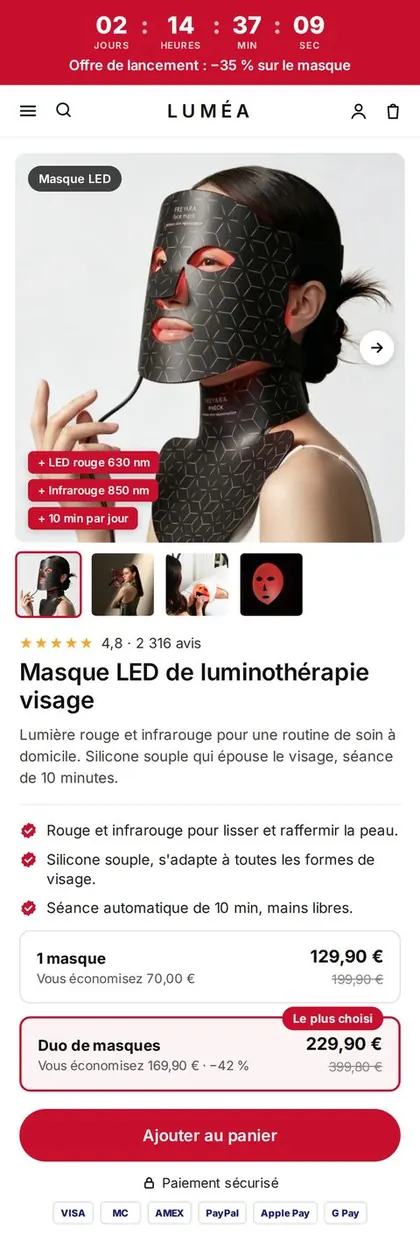 02 : 14 : 37 : 09
JOURS HEURES MIN SEC
Offre de lancement : −35 % sur le masque
LUMÉA
Masque LED
FREYARA
FACE MASK
FREYARA
+ LED rouge 630 nm
+ Infrarouge 850 nm
+ 10 min par jour
★★★★★ 4,8 · 2 316 avis
Masque LED de luminothérapie
visage
Lumière rouge et infrarouge pour une routine de soin à
domicile. Silicone souple qui épouse le visage, séance
de 10 minutes.
Rouge et infrarouge pour lisser et raffermir la peau.
Silicone souple, s'adapte à toutes les formes de
visage.
Séance automatique de 10 min, mains libres.
1 masque 129,90 €
Vous économisez 70,00 € 199,90 €
Le plus choisi
Duo de masques 229,90 €
Vous économisez 169,90 € · −42 % 399,80 €
Ajouter au panier
Paiement sécurisé
VISA MC AMEX PayPal Apple Pay G Pay